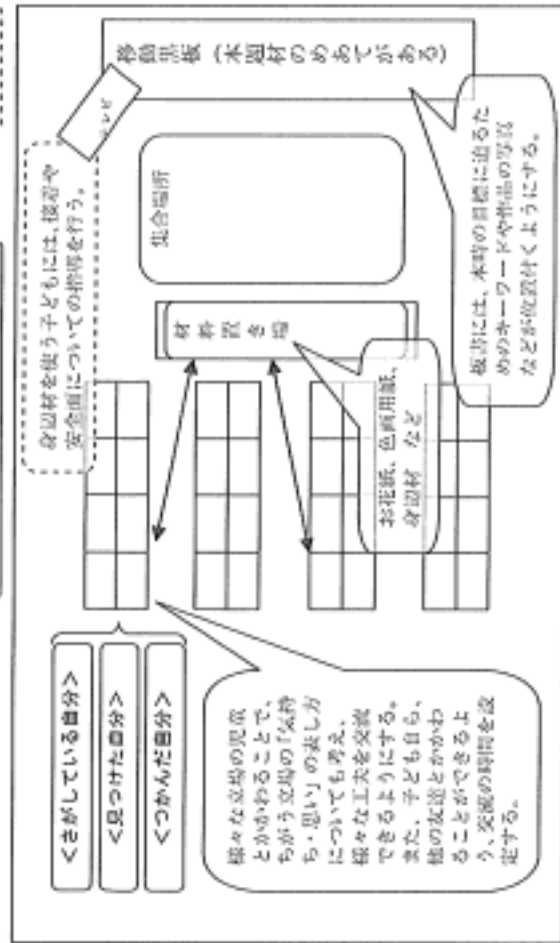 移動黒板（本題材のめあてがある）
テレビ
身辺材を使う子どもには、接着や
安全面についての指導を行う。
集合場所
材料置き場
板書には、本時の目標に迫るた
めのキーワードや作品の写真
などが位置付くようにする。
お花紙、色画用紙、
身辺材　など
＜さがしている自分＞
＜見つけた自分＞
＜つかんだ自分＞
様々な立場の児童
とかかわることで、
ちがう立場の「気持
ち・思い」の表し方
についても考え、
様々な工夫を交流
できるようにする。
また、子ども自ら、
他の友達とかかわ
ることができるよ
う、交流の時間を設
定する。